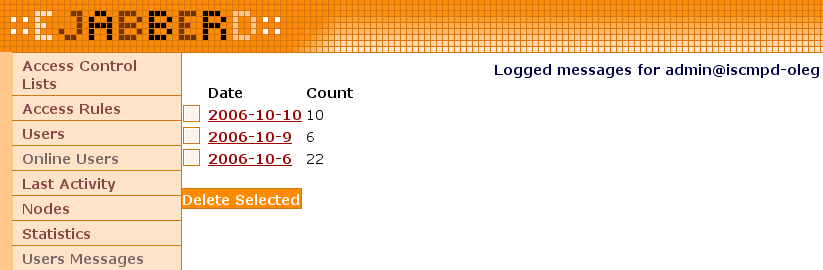 ::EJABBERD::
Access Control
Lists
Access Rules
Users
Online Users
Last Activity
Nodes
Statistics
Users Messages
Logged messages for admin@iscmpd-oleg
Date Count
2006-10-10 10
2006-10-9 6
2006-10-6 22
Delete Selected